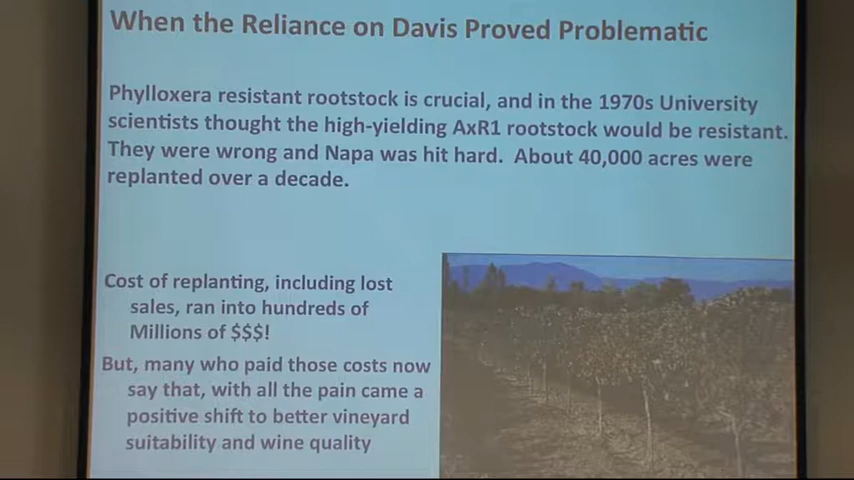 When the Reliance on Davis Proved Problematic
Phylloxera resistant rootstock is crucial, and in the 1970s University
scientists thought the high-yielding AxR1 rootstock would be resistant.
They were wrong and Napa was hit hard.  About 40,000 acres were
replanted over a decade.
Cost of replanting, including lost
sales, ran into hundreds of
Millions of $$$!
But, many who paid those costs now
say that, with all the pain came a
positive shift to better vineyard
suitability and wine quality